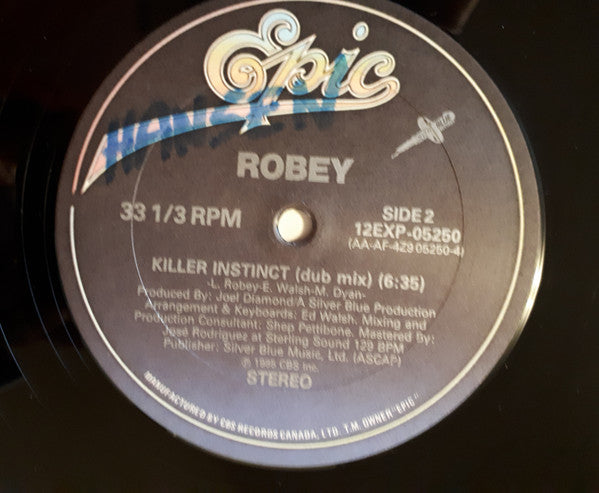 Epic
HANSEN
ROBEY
33 1/3 RPM
SIDE 2
12EXP-05250
(AA-AF-4Z9 05250-4)
KILLER INSTINCT (dub mix) (6:35)
-L. Robey-E. Walsh-M. Dyan-
Produced By: Joel Diamond A Silver Blue Production
Arrangement & Keyboards: Ed Walsh, Mixing and
Production Consultant: Shep Pettibone. Mastered By:
José Rodriguez at Sterling Sound 129 BPM
Publisher: Silver Blue Music, Ltd. (ASCAP)
℗ 1985 CBS Inc.
STEREO
MANUFACTURED BY CBS RECORDS CANADA, LTD. T.M. OWNER "EPIC"